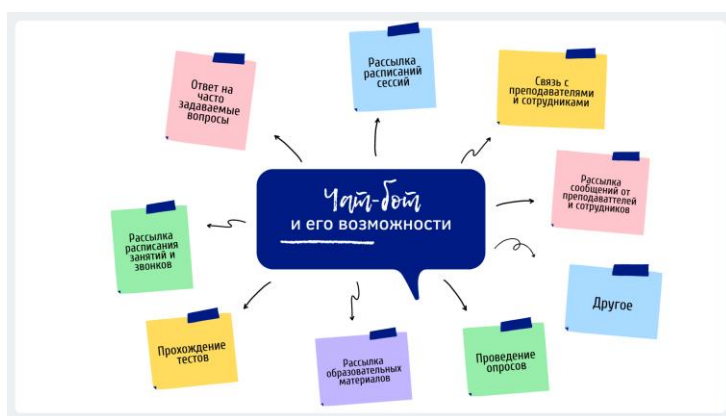 Чат-бот
и его возможности
Ответ на
часто
задаваемые
вопросы
Рассылка
расписаний
сессий
Связь с
преподавателями
и сотрудниками
Рассылка
сообщений от
преподаваттелей
и сотрудников
Другое
Проведение
опросов
Рассылка
образовательных
материалов
Прохождение
тестов
Рассылка
расписания
занятий и
звонков